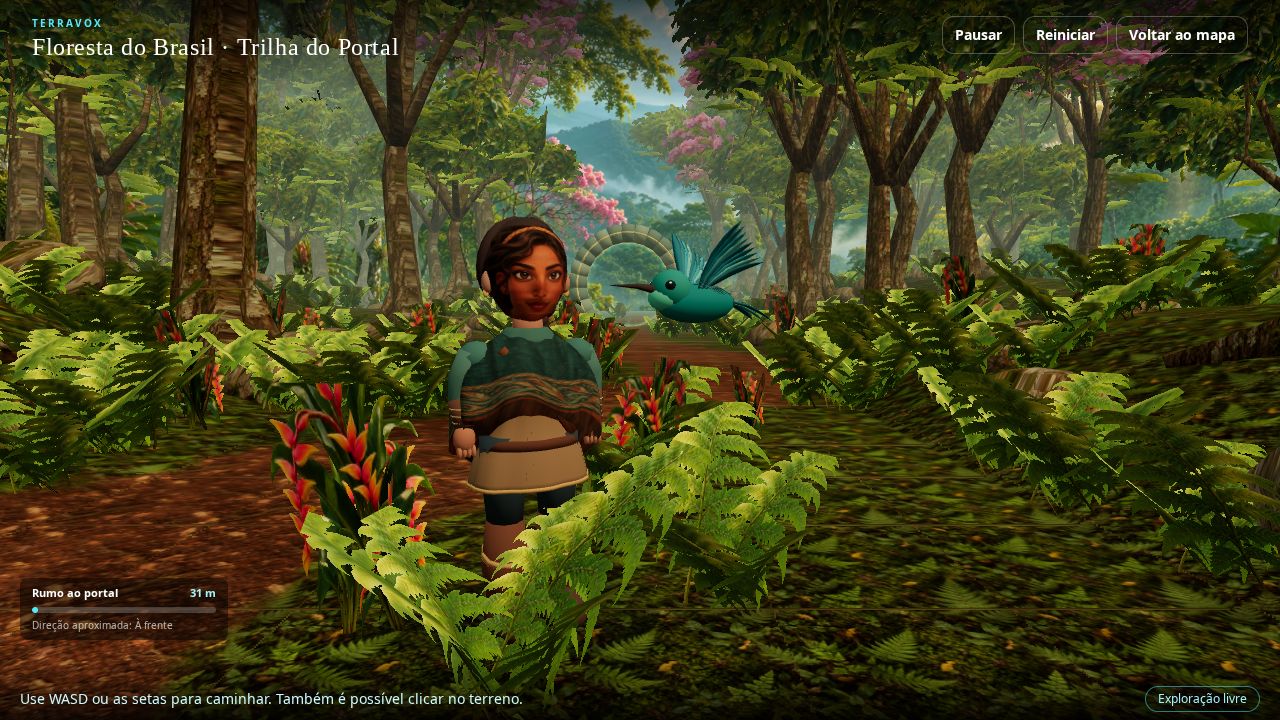 TERRAVOX
Floresta do Brasil · Trilha do Portal
Pausar
Reiniciar
Voltar ao mapa
Rumo ao portal
31 m
Direção aproximada: À frente
Use WASD ou as setas para caminhar. Também é possível clicar no terreno.
Exploração livre